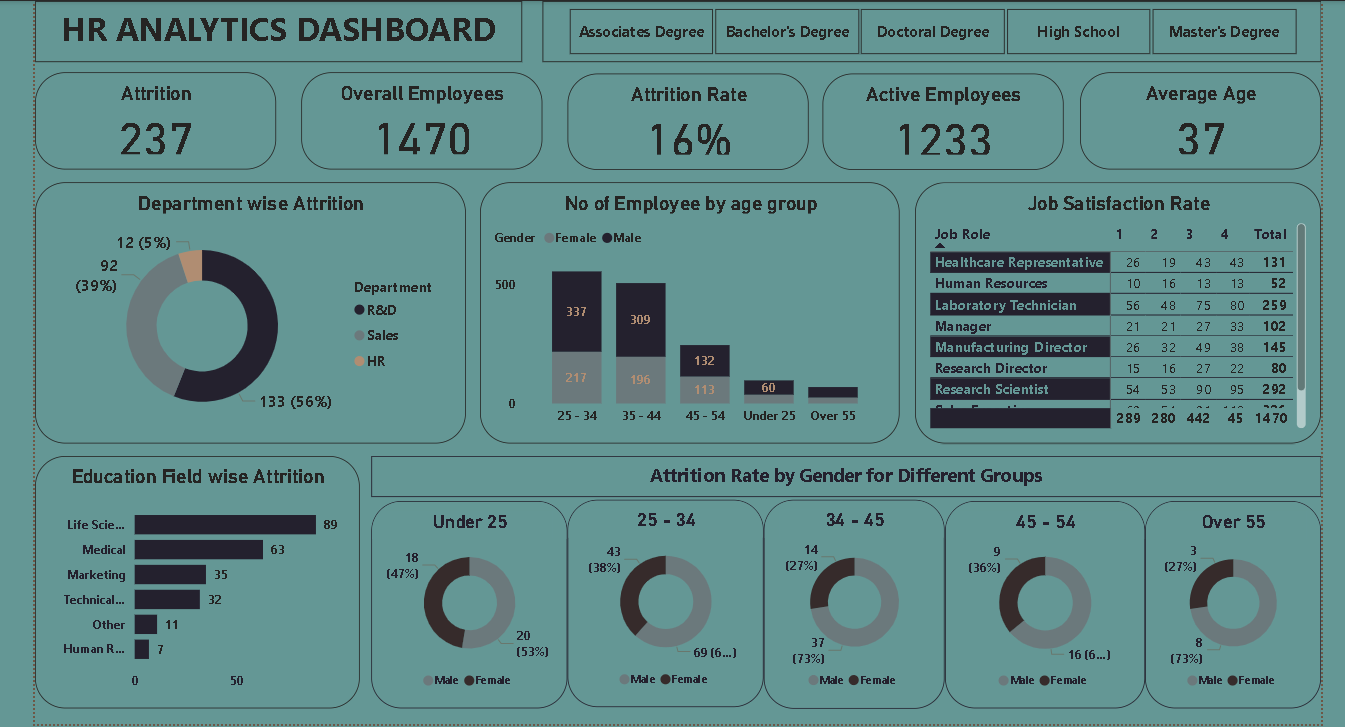 HR ANALYTICS DASHBOARD
Associates Degree
Bachelor's Degree
Doctoral Degree
High School
Master's Degree
Attrition
237
Overall Employees
1470
Attrition Rate
16%
Active Employees
1233
Average Age
37
Department wise Attrition
12 (5%)
92
(39%)
133 (56%)
Department
R&D
Sales
HR
No of Employee by age group
Gender Female Male
500
0
337
217
309
196
132
113
60
25 - 34
35 - 44
45 - 54
Under 25
Over 55
Job Satisfaction Rate
Job Role 1 2 3 4 Total
Healthcare Representative 26 19 43 43 131
Human Resources 10 16 13 13 52
Laboratory Technician 56 48 75 80 259
Manager 21 21 27 33 102
Manufacturing Director 26 32 49 38 145
Research Director 15 16 27 22 80
Research Scientist 54 53 90 95 292
289 280 442 45 1470
Education Field wise Attrition
Life Scie... 89
Medical 63
Marketing 35
Technical... 32
Other 11
Human R... 7
0 50
Attrition Rate by Gender for Different Groups
Under 25
18
(47%)
20
(53%)
Male Female
25 - 34
43
(38%)
69 (6...)
Male Female
34 - 45
14
(27%)
37
(73%)
Male Female
45 - 54
9
(36%)
16 (6...)
Male Female
Over 55
3
(27%)
8
(73%)
Male Female